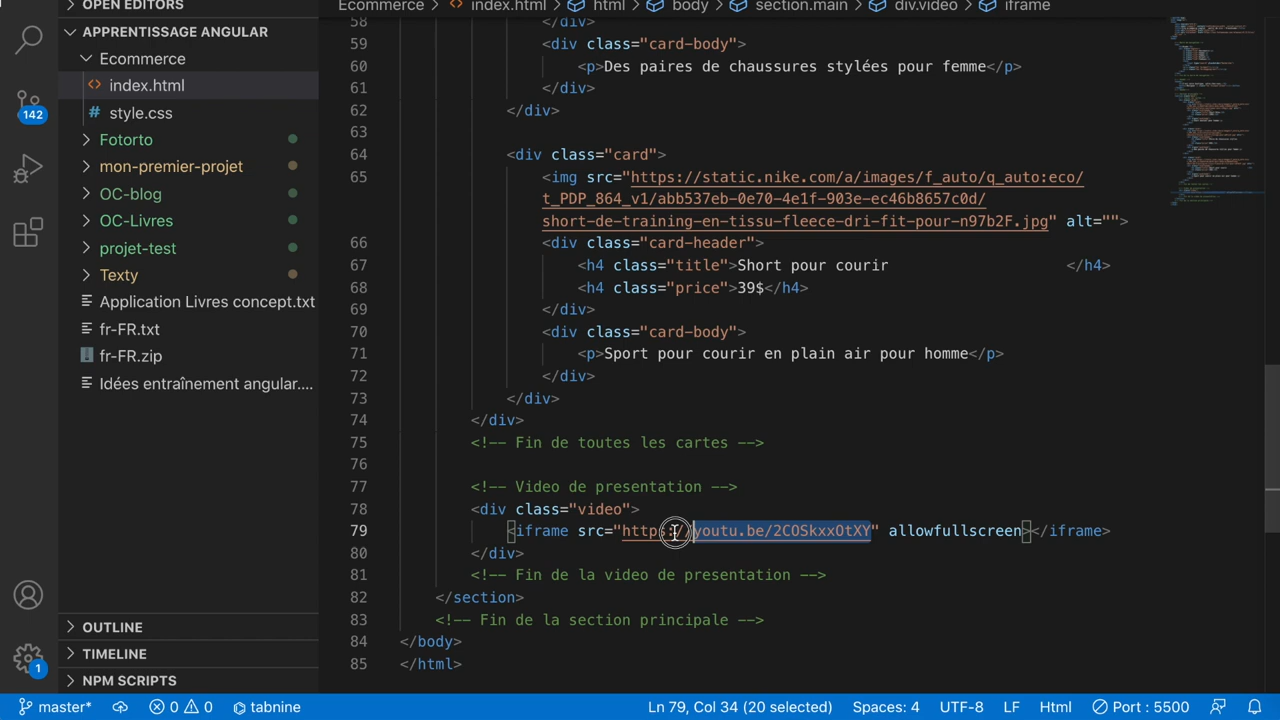 OPEN EDITORS
APPRENTISSAGE ANGULAR
Ecommerce
index.html
style.css
Fotorto
mon-premier-projet
OC-blog
OC-Livres
projet-test
Texty
Application Livres concept.txt
fr-FR.txt
fr-FR.zip
Idées entraînement angular....
OUTLINE
TIMELINE
NPM SCRIPTS
142
1
Ecommerce > index.html > html > body > section.main > div.video > iframe
58 </div>
59 <div class="card-body">
60 <p>Des paires de chaussures stylées pour femme</p>
61 </div>
62 </div>
63
64 <div class="card">
65 <img src="https://static.nike.com/a/images/f_auto/q_auto:eco/
t_PDP_864_v1/abb537eb-0e70-4e1f-903e-ec46b8657c0d/
short-de-training-en-tissu-fleece-dri-fit-pour-n97b2F.jpg" alt="">
66 <div class="card-header">
67 <h4 class="title">Short pour courir </h4>
68 <h4 class="price">39$</h4>
69 </div>
70 <div class="card-body">
71 <p>Sport pour courir en plain air pour homme</p>
72 </div>
73 </div>
74 </div>
75 <!-- Fin de toutes les cartes -->
76
77 <!-- Video de presentation -->
78 <div class="video">
79 <iframe src="https://youtu.be/2COSkxxOtXY" allowfullscreen></iframe>
80 </div>
81 <!-- Fin de la video de presentation -->
82 </section>
83 <!-- Fin de la section principale -->
84 </body>
85 </html>
master* 0 0 tabnine Ln 79, Col 34 (20 selected) Spaces: 4 UTF-8 LF Html Port : 5500